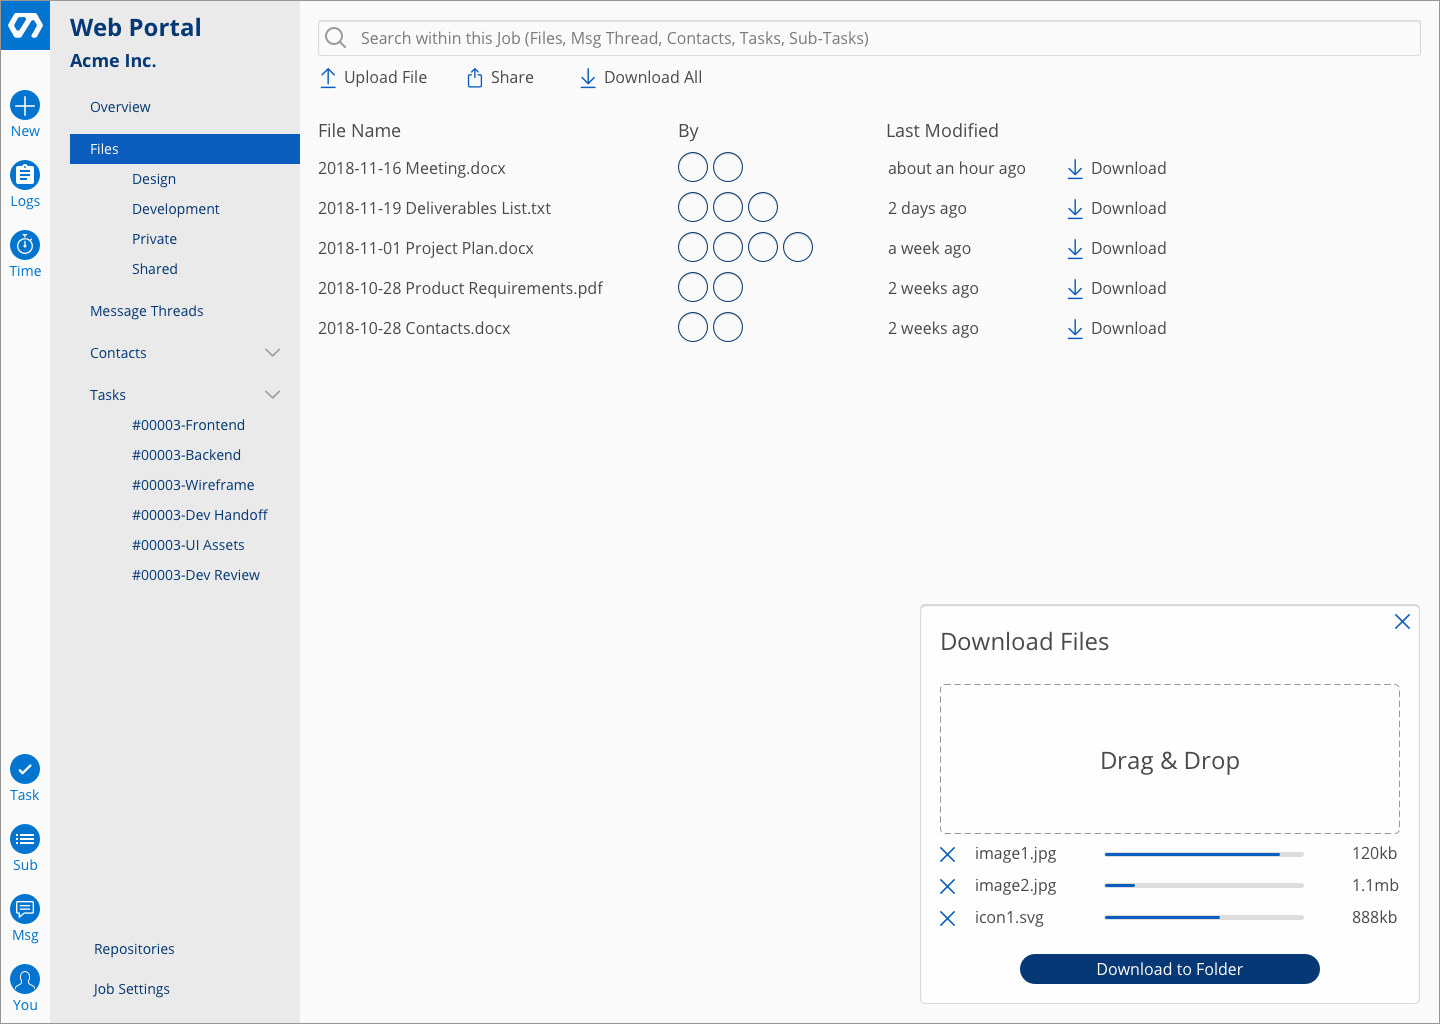 Web Portal
Acme Inc.
New
Logs
Time
Task
Sub
Msg
You
Overview
Files
Design
Development
Private
Shared
Message Threads
Contacts
Tasks
#00003-Frontend
#00003-Backend
#00003-Wireframe
#00003-Dev Handoff
#00003-UI Assets
#00003-Dev Review
Repositories
Job Settings
Search within this Job (Files, Msg Thread, Contacts, Tasks, Sub-Tasks)
Upload File Share Download All
File Name By Last Modified
2018-11-16 Meeting.docx about an hour ago Download
2018-11-19 Deliverables List.txt 2 days ago Download
2018-11-01 Project Plan.docx a week ago Download
2018-10-28 Product Requirements.pdf 2 weeks ago Download
2018-10-28 Contacts.docx 2 weeks ago Download
Download Files
Drag & Drop
image1.jpg 120kb
image2.jpg 1.1mb
icon1.svg 888kb
Download to Folder